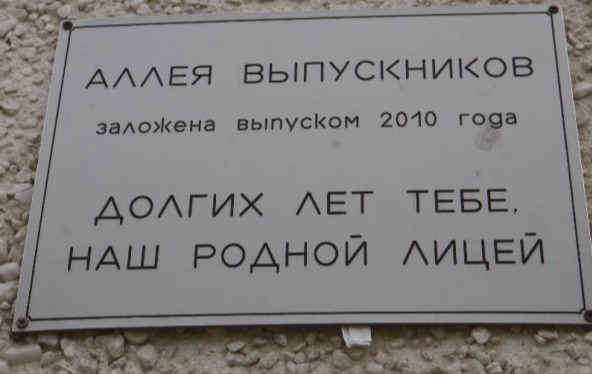 АЛЛЕЯ ВЫПУСКНИКОВ
заложена выпуском 2010 года
ДОЛГИХ ЛЕТ ТЕБЕ,
НАШ РОДНОЙ ЛИЦЕЙ